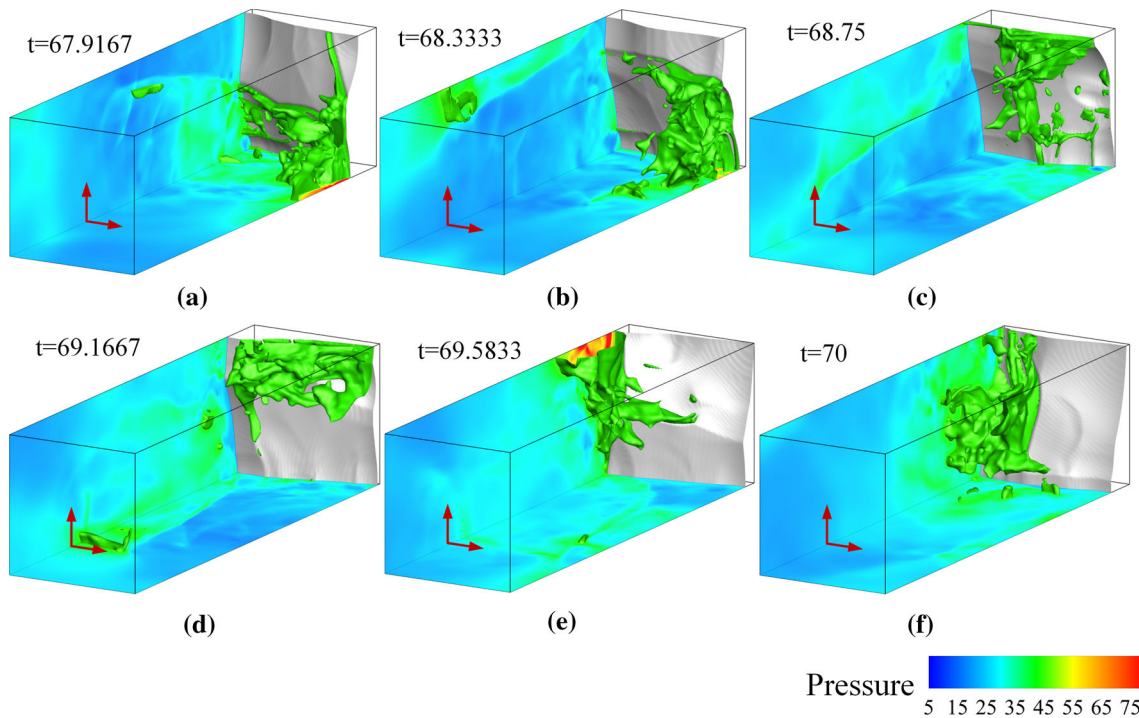 t=67.9167
t=68.3333
t=68.75
(a)
(b)
(c)
t=69.1667
t=69.5833
t=70
(d)
(e)
(f)
Pressure
5 15 25 35 45 55 65 75